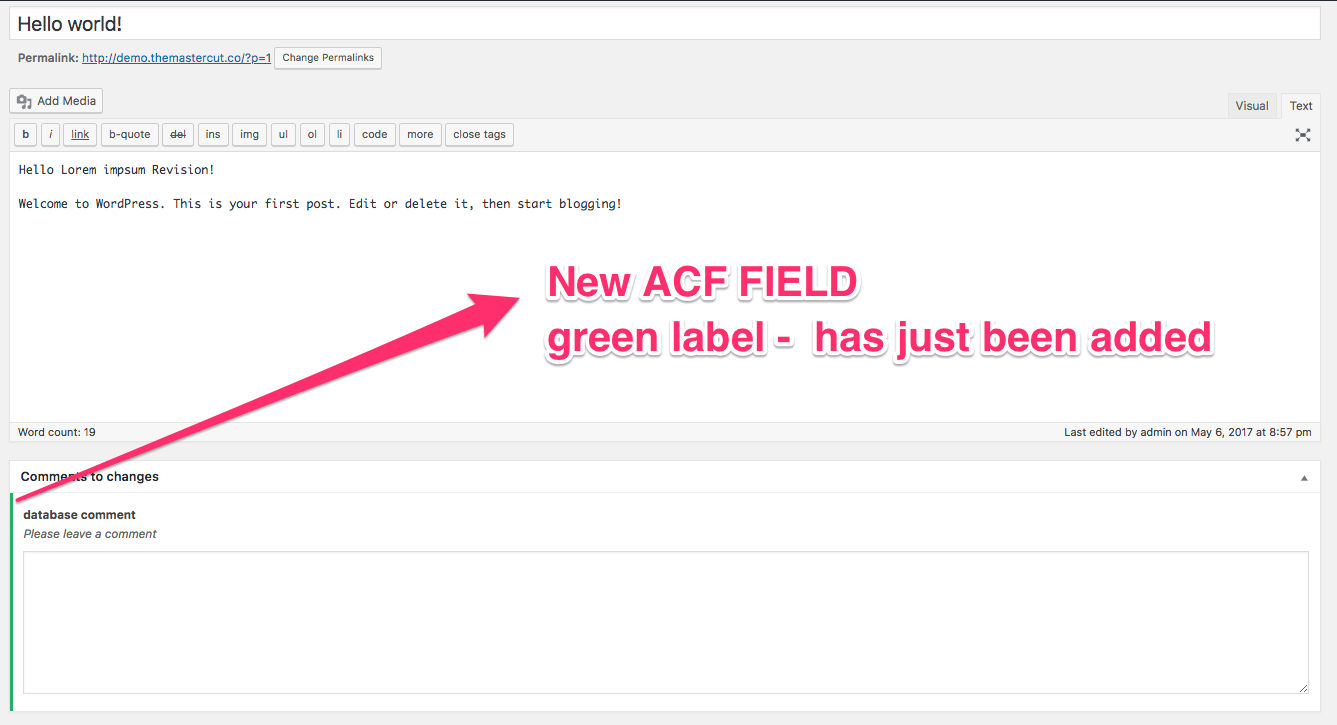 Hello world!
Permalink: http://demo.themastercut.co/?p=1 Change Permalinks
Add Media
Visual Text
b i link b-quote del ins img ul ol li code more close tags
Hello Lorem impsum Revision!
Welcome to WordPress. This is your first post. Edit or delete it, then start blogging!
New ACF FIELD
green label - has just been added
Word count: 19
Last edited by admin on May 6, 2017 at 8:57 pm
Comments to changes
database comment
Please leave a comment